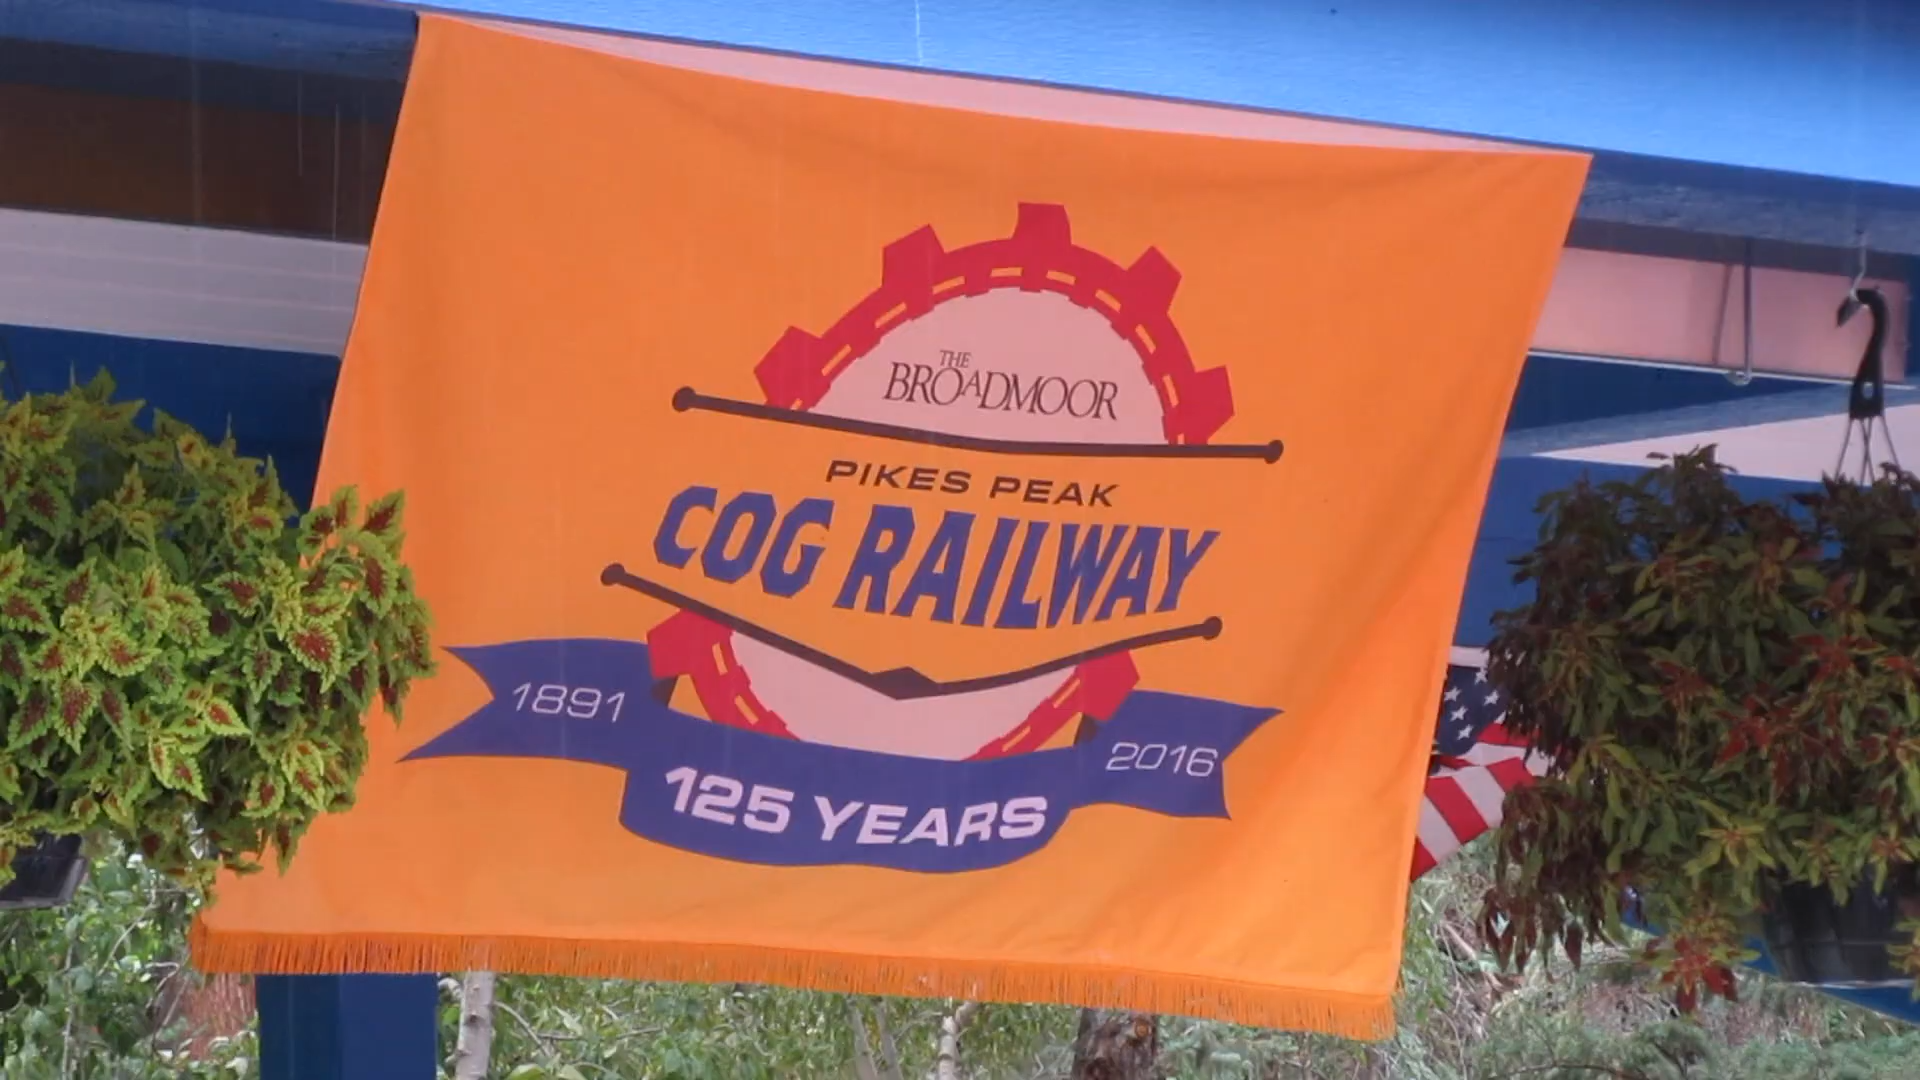 THE
BROADMOOR
PIKES PEAK
COG RAILWAY
1891
2016
125 YEARS